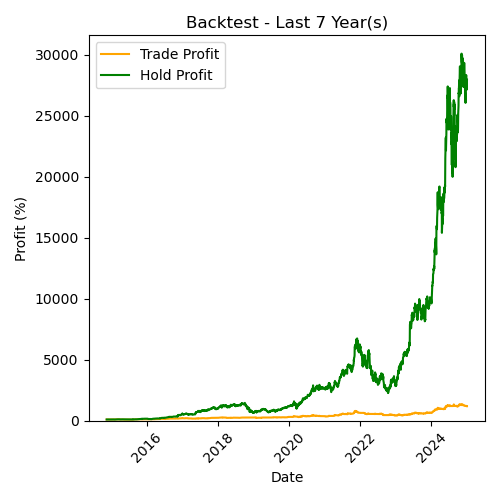 Backtest - Last 7 Year(s)
Trade Profit
Hold Profit
Profit (%)
30000
25000
20000
15000
10000
5000
0
2016
2018
2020
2022
2024
Date